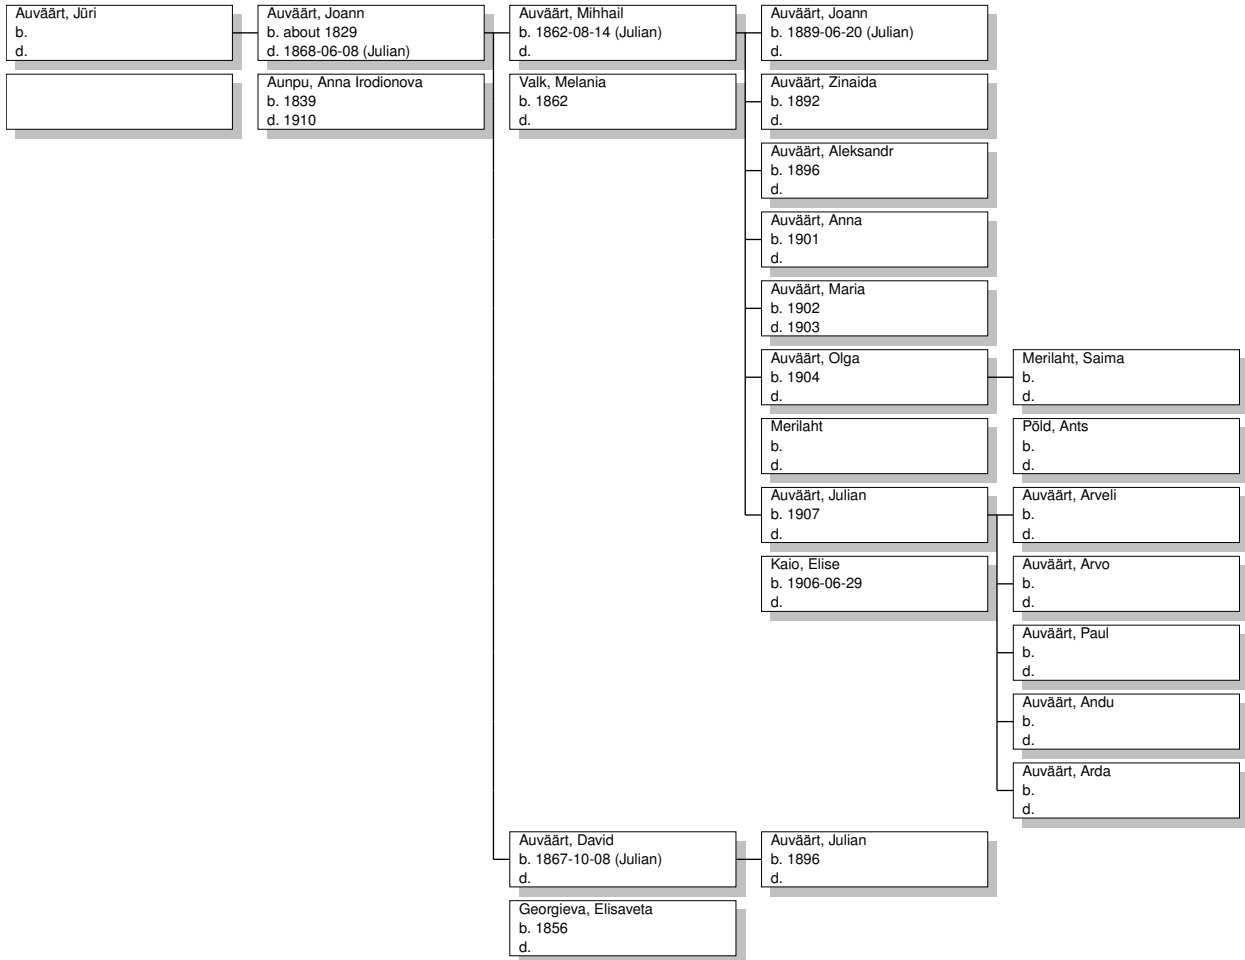 Auväärt, Jüri
b.
d.
Auväärt, Joann
b. about 1829
d. 1868-06-08 (Julian)
Aunpu, Anna Irodionova
b. 1839
d. 1910
Auväärt, Mihhail
b. 1862-08-14 (Julian)
d.
Valk, Melania
b. 1862
d.
Auväärt, Joann
b. 1889-06-20 (Julian)
d.
Auväärt, Zinaida
b. 1892
d.
Auväärt, Aleksandr
b. 1896
d.
Auväärt, Anna
b. 1901
d.
Auväärt, Maria
b. 1902
d. 1903
Auväärt, Olga
b. 1904
d.
Merilaht
b.
d.
Merilaht, Saima
b.
d.
Põld, Ants
b.
d.
Auväärt, Julian
b. 1907
d.
Kaio, Elise
b. 1906-06-29
d.
Auväärt, Arveli
b.
d.
Auväärt, Arvo
b.
d.
Auväärt, Paul
b.
d.
Auväärt, Andu
b.
d.
Auväärt, Arda
b.
d.
Auväärt, David
b. 1867-10-08 (Julian)
d.
Georgieva, Elisaveta
b. 1856
d.
Auväärt, Julian
b. 1896
d.